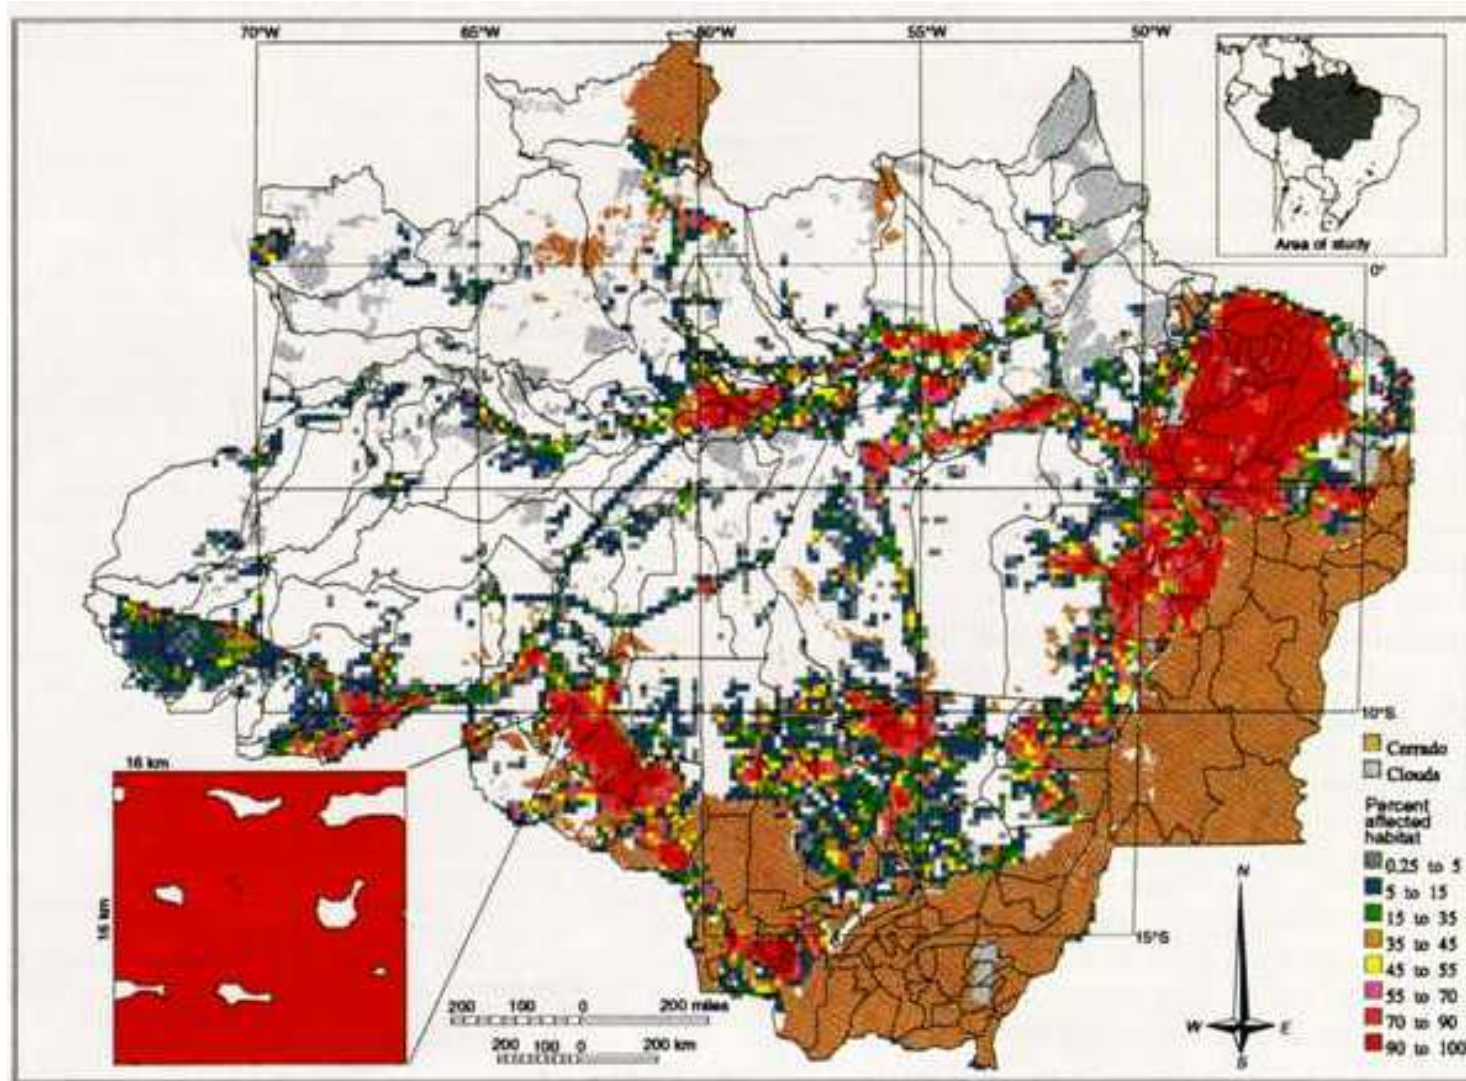 70°W 65°W 60°W 55°W 50°W
Area of study
0°
10°S
Cerrado
Clouds
Percent
affected
habitat
0.25 to 5
5 to 15
15 to 35
35 to 45
45 to 55
55 to 70
70 to 90
90 to 100
15°S
16 km
16 km
200 100 0 200 miles
200 100 0 200 km
N
W E
S